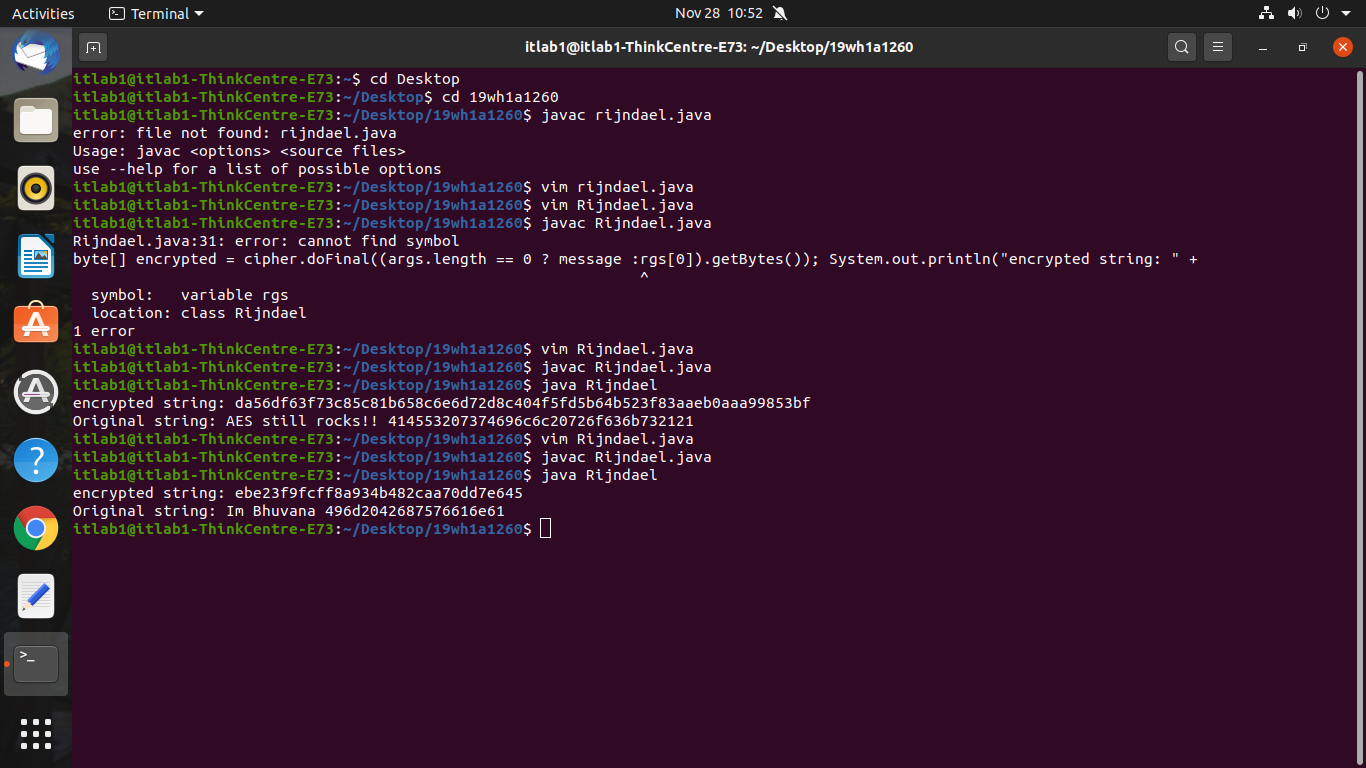 Activities
Terminal
Nov 28 10:52
itlab1@itlab1-ThinkCentre-E73: ~/Desktop/19wh1a1260
itlab1@itlab1-ThinkCentre-E73:~$ cd Desktop
itlab1@itlab1-ThinkCentre-E73:~/Desktop$ cd 19wh1a1260
itlab1@itlab1-ThinkCentre-E73:~/Desktop/19wh1a1260$ javac rijndael.java
error: file not found: rijndael.java
Usage: javac <options> <source files>
use --help for a list of possible options
itlab1@itlab1-ThinkCentre-E73:~/Desktop/19wh1a1260$ vim rijndael.java
itlab1@itlab1-ThinkCentre-E73:~/Desktop/19wh1a1260$ vim Rijndael.java
itlab1@itlab1-ThinkCentre-E73:~/Desktop/19wh1a1260$ javac Rijndael.java
Rijndael.java:31: error: cannot find symbol
byte[] encrypted = cipher.doFinal((args.length == 0 ? message :rgs[0]).getBytes()); System.out.println("encrypted string: " +
^
symbol:   variable rgs
location: class Rijndael
1 error
itlab1@itlab1-ThinkCentre-E73:~/Desktop/19wh1a1260$ vim Rijndael.java
itlab1@itlab1-ThinkCentre-E73:~/Desktop/19wh1a1260$ javac Rijndael.java
itlab1@itlab1-ThinkCentre-E73:~/Desktop/19wh1a1260$ java Rijndael
encrypted string: da56df63f73c85c81b658c6e6d72d8c404f5fd5b64b523f83aaeb0aaa99853bf
Original string: AES still rocks!! 414553207374696c6c20726f636b732121
itlab1@itlab1-ThinkCentre-E73:~/Desktop/19wh1a1260$ vim Rijndael.java
itlab1@itlab1-ThinkCentre-E73:~/Desktop/19wh1a1260$ javac Rijndael.java
itlab1@itlab1-ThinkCentre-E73:~/Desktop/19wh1a1260$ java Rijndael
encrypted string: ebe23f9fcff8a934b482caa70dd7e645
Original string: Im Bhuvana 496d2042687576616e61
itlab1@itlab1-ThinkCentre-E73:~/Desktop/19wh1a1260$